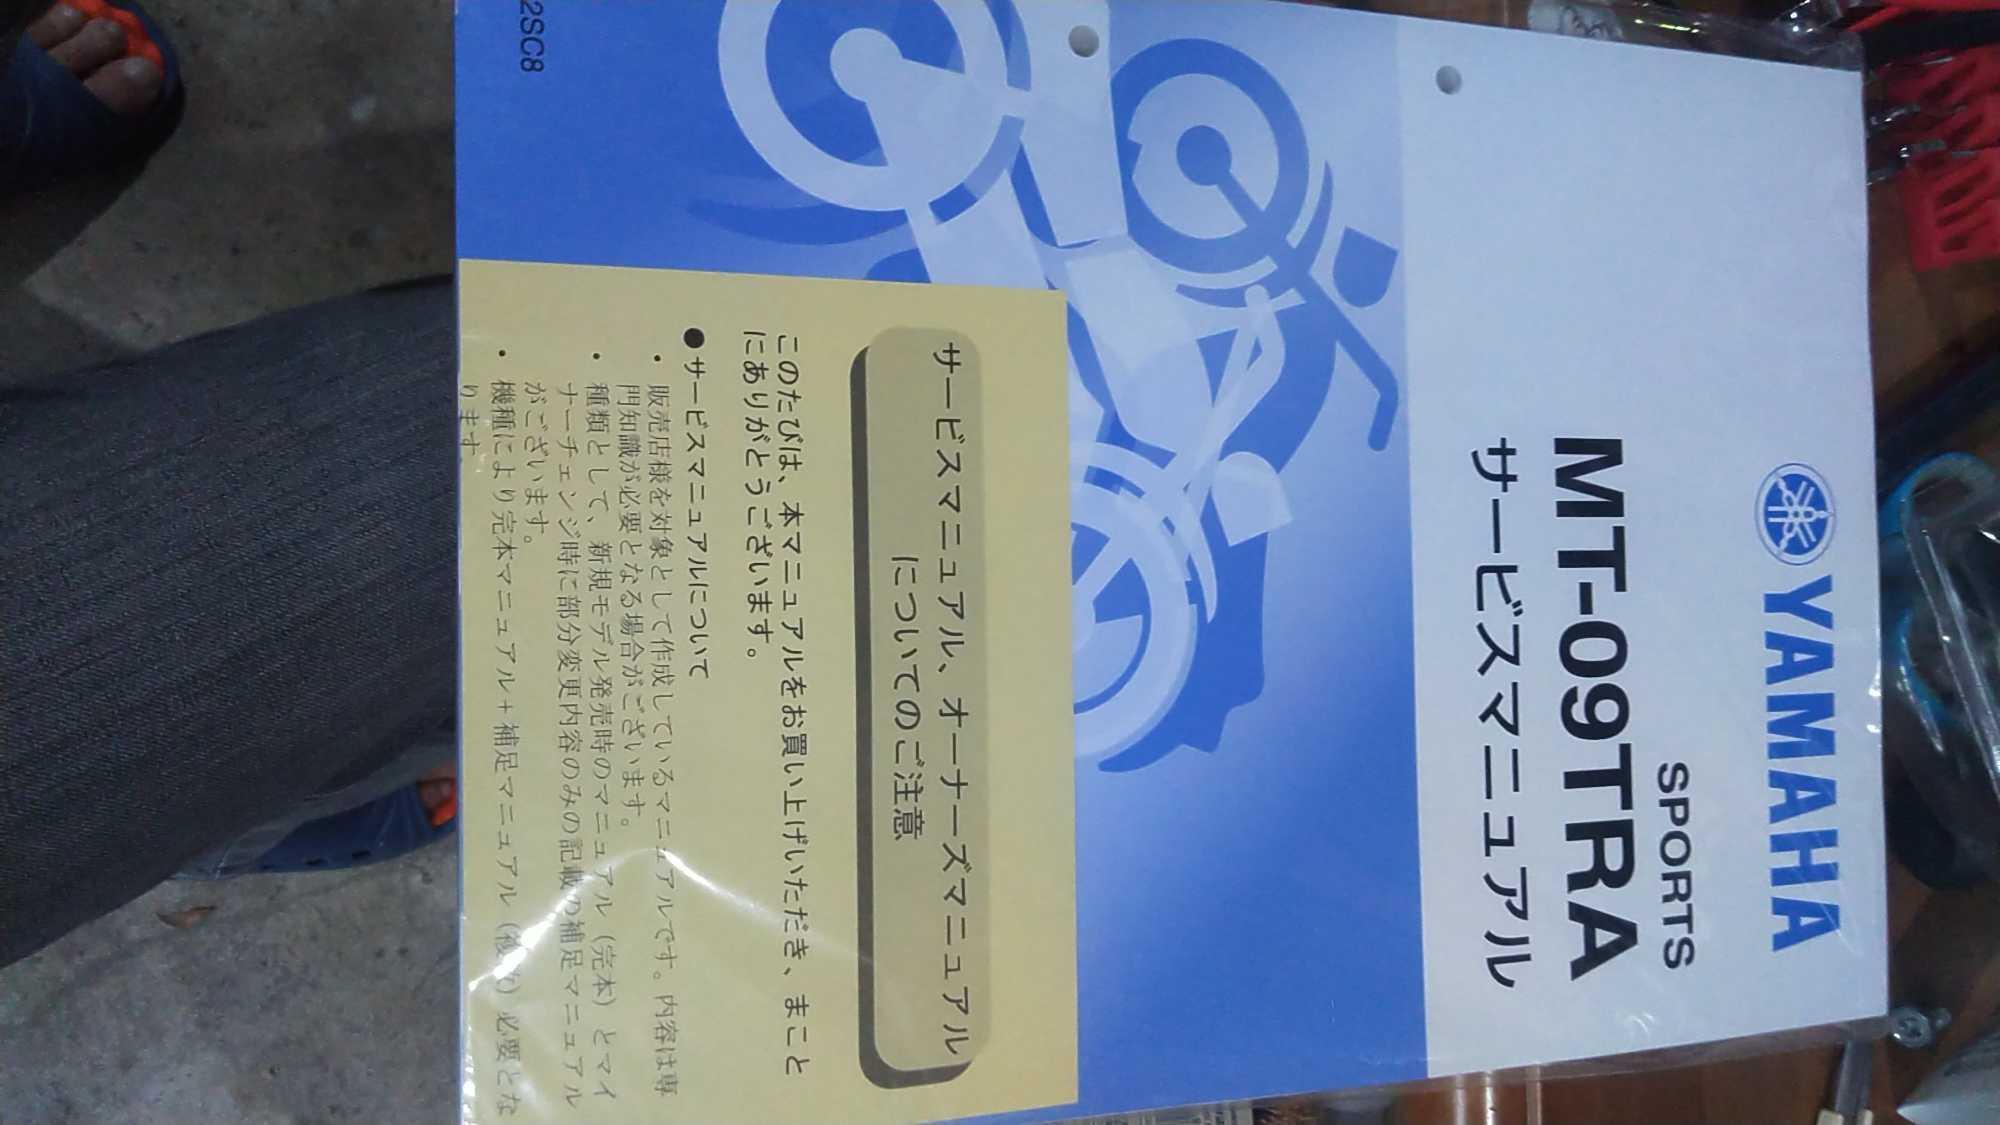 YAMAHA
SPORTS
MT-09TRA
サービスマニュアル
サービスマニュアル、オーナーズマニュアル
についてのご注意
このたびは、本マニュアルをお買い上げいただき、まこと
にありがとうございます。
●サービスマニュアルについて
・販売店様を対象として作成しているマニュアルです。内容は専
門知識が必要となる場合がございます。
・種類として、新規モデル発売時のマニュアル（完本）とマイ
ナーチェンジ時に部分変更内容のみの記載の補足マニュアル
がございます。
・機種により完本マニュアル＋補足マニュアル（複数）必要とな
ります
2SC8